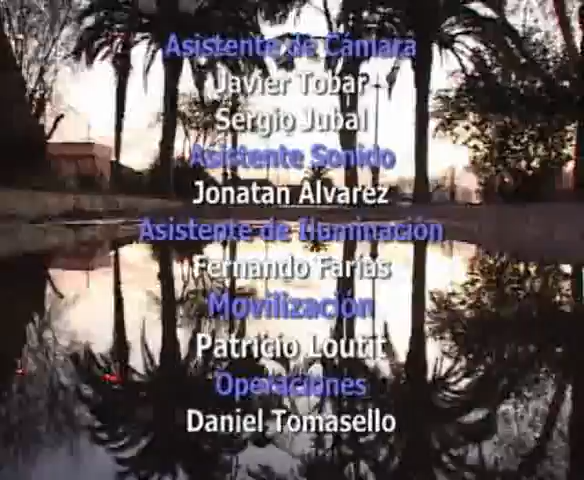 Asistente de Cámara
Javier Tobar
Sergio Jubal
Asistente Sonido
Jonatan Álvarez
Asistente de Iluminación
Fernando Farías
Movilización
Patricio Loutit
Operaciones
Daniel Tomasello